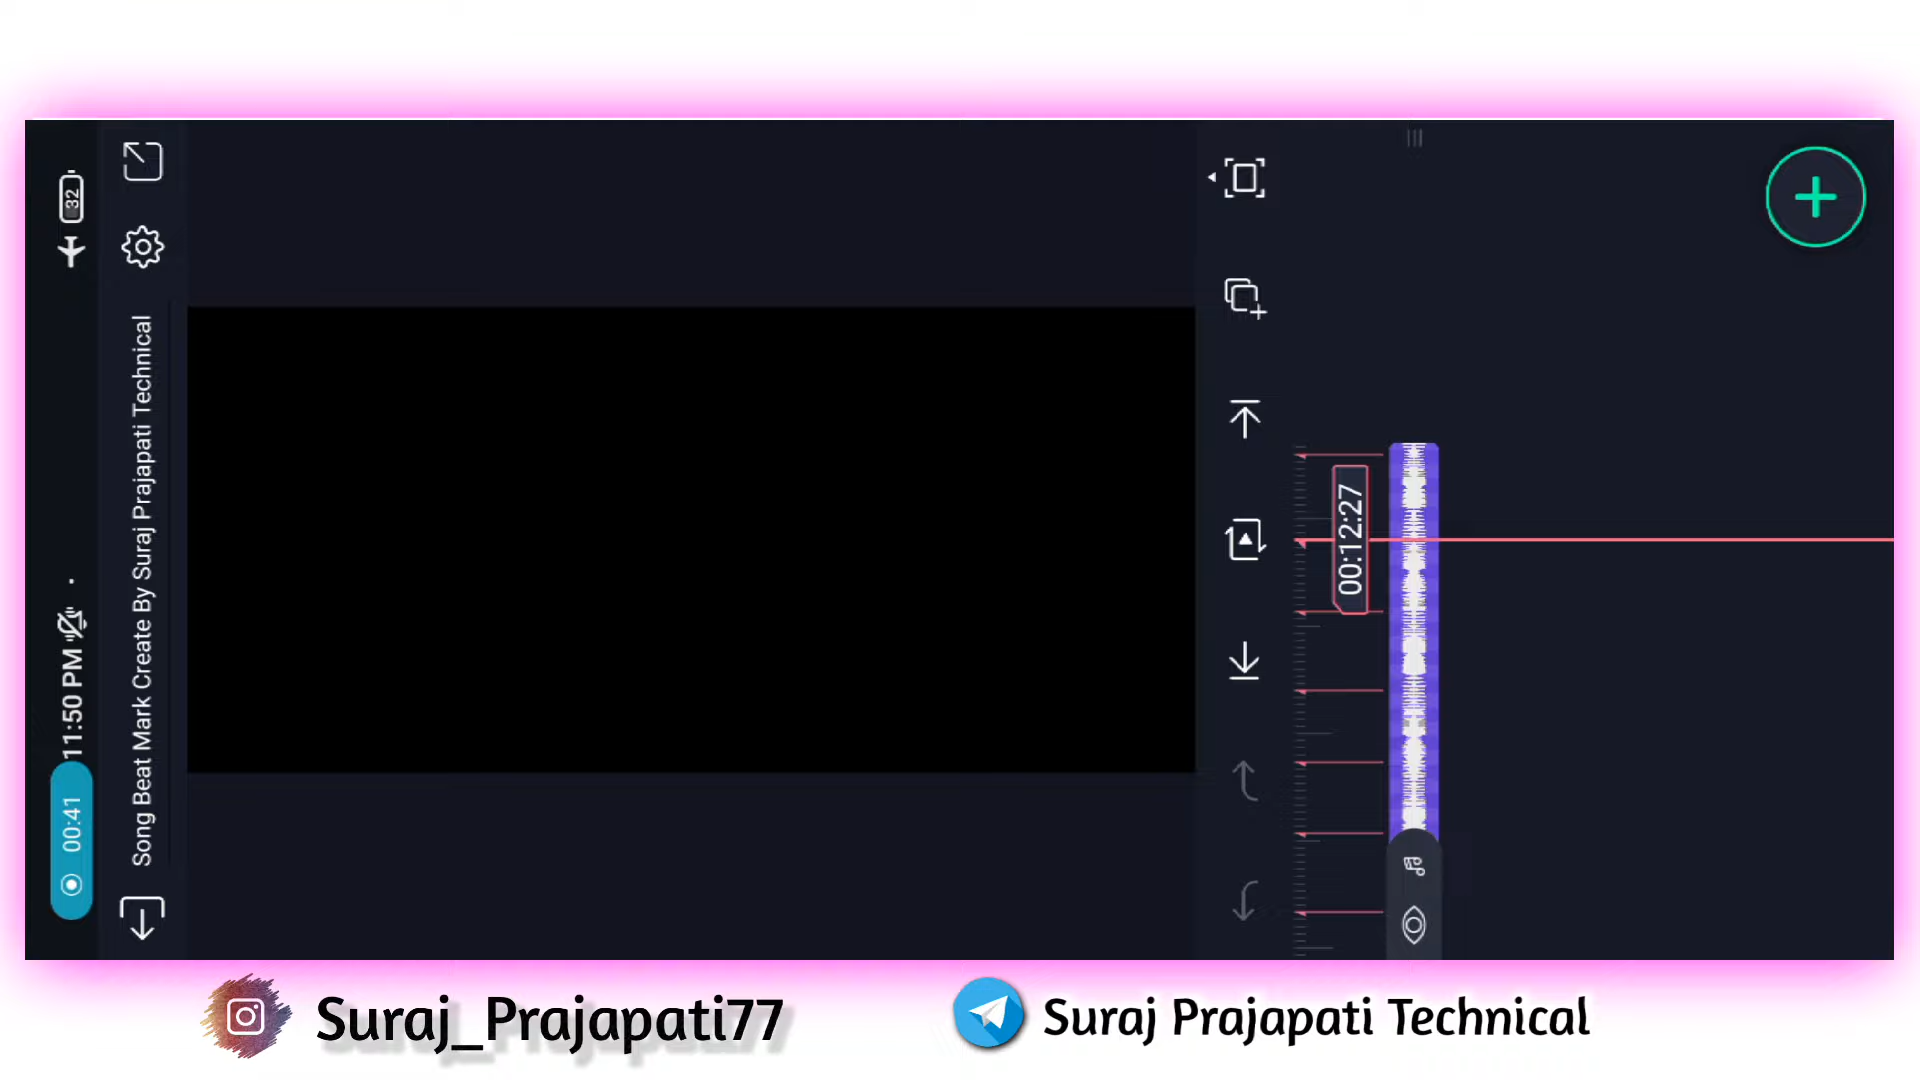 32
11:50 PM
00:41
Song Beat Mark Create By Suraj Prajapati Technical
00:12:27
Suraj_Prajapati77
Suraj Prajapati Technical